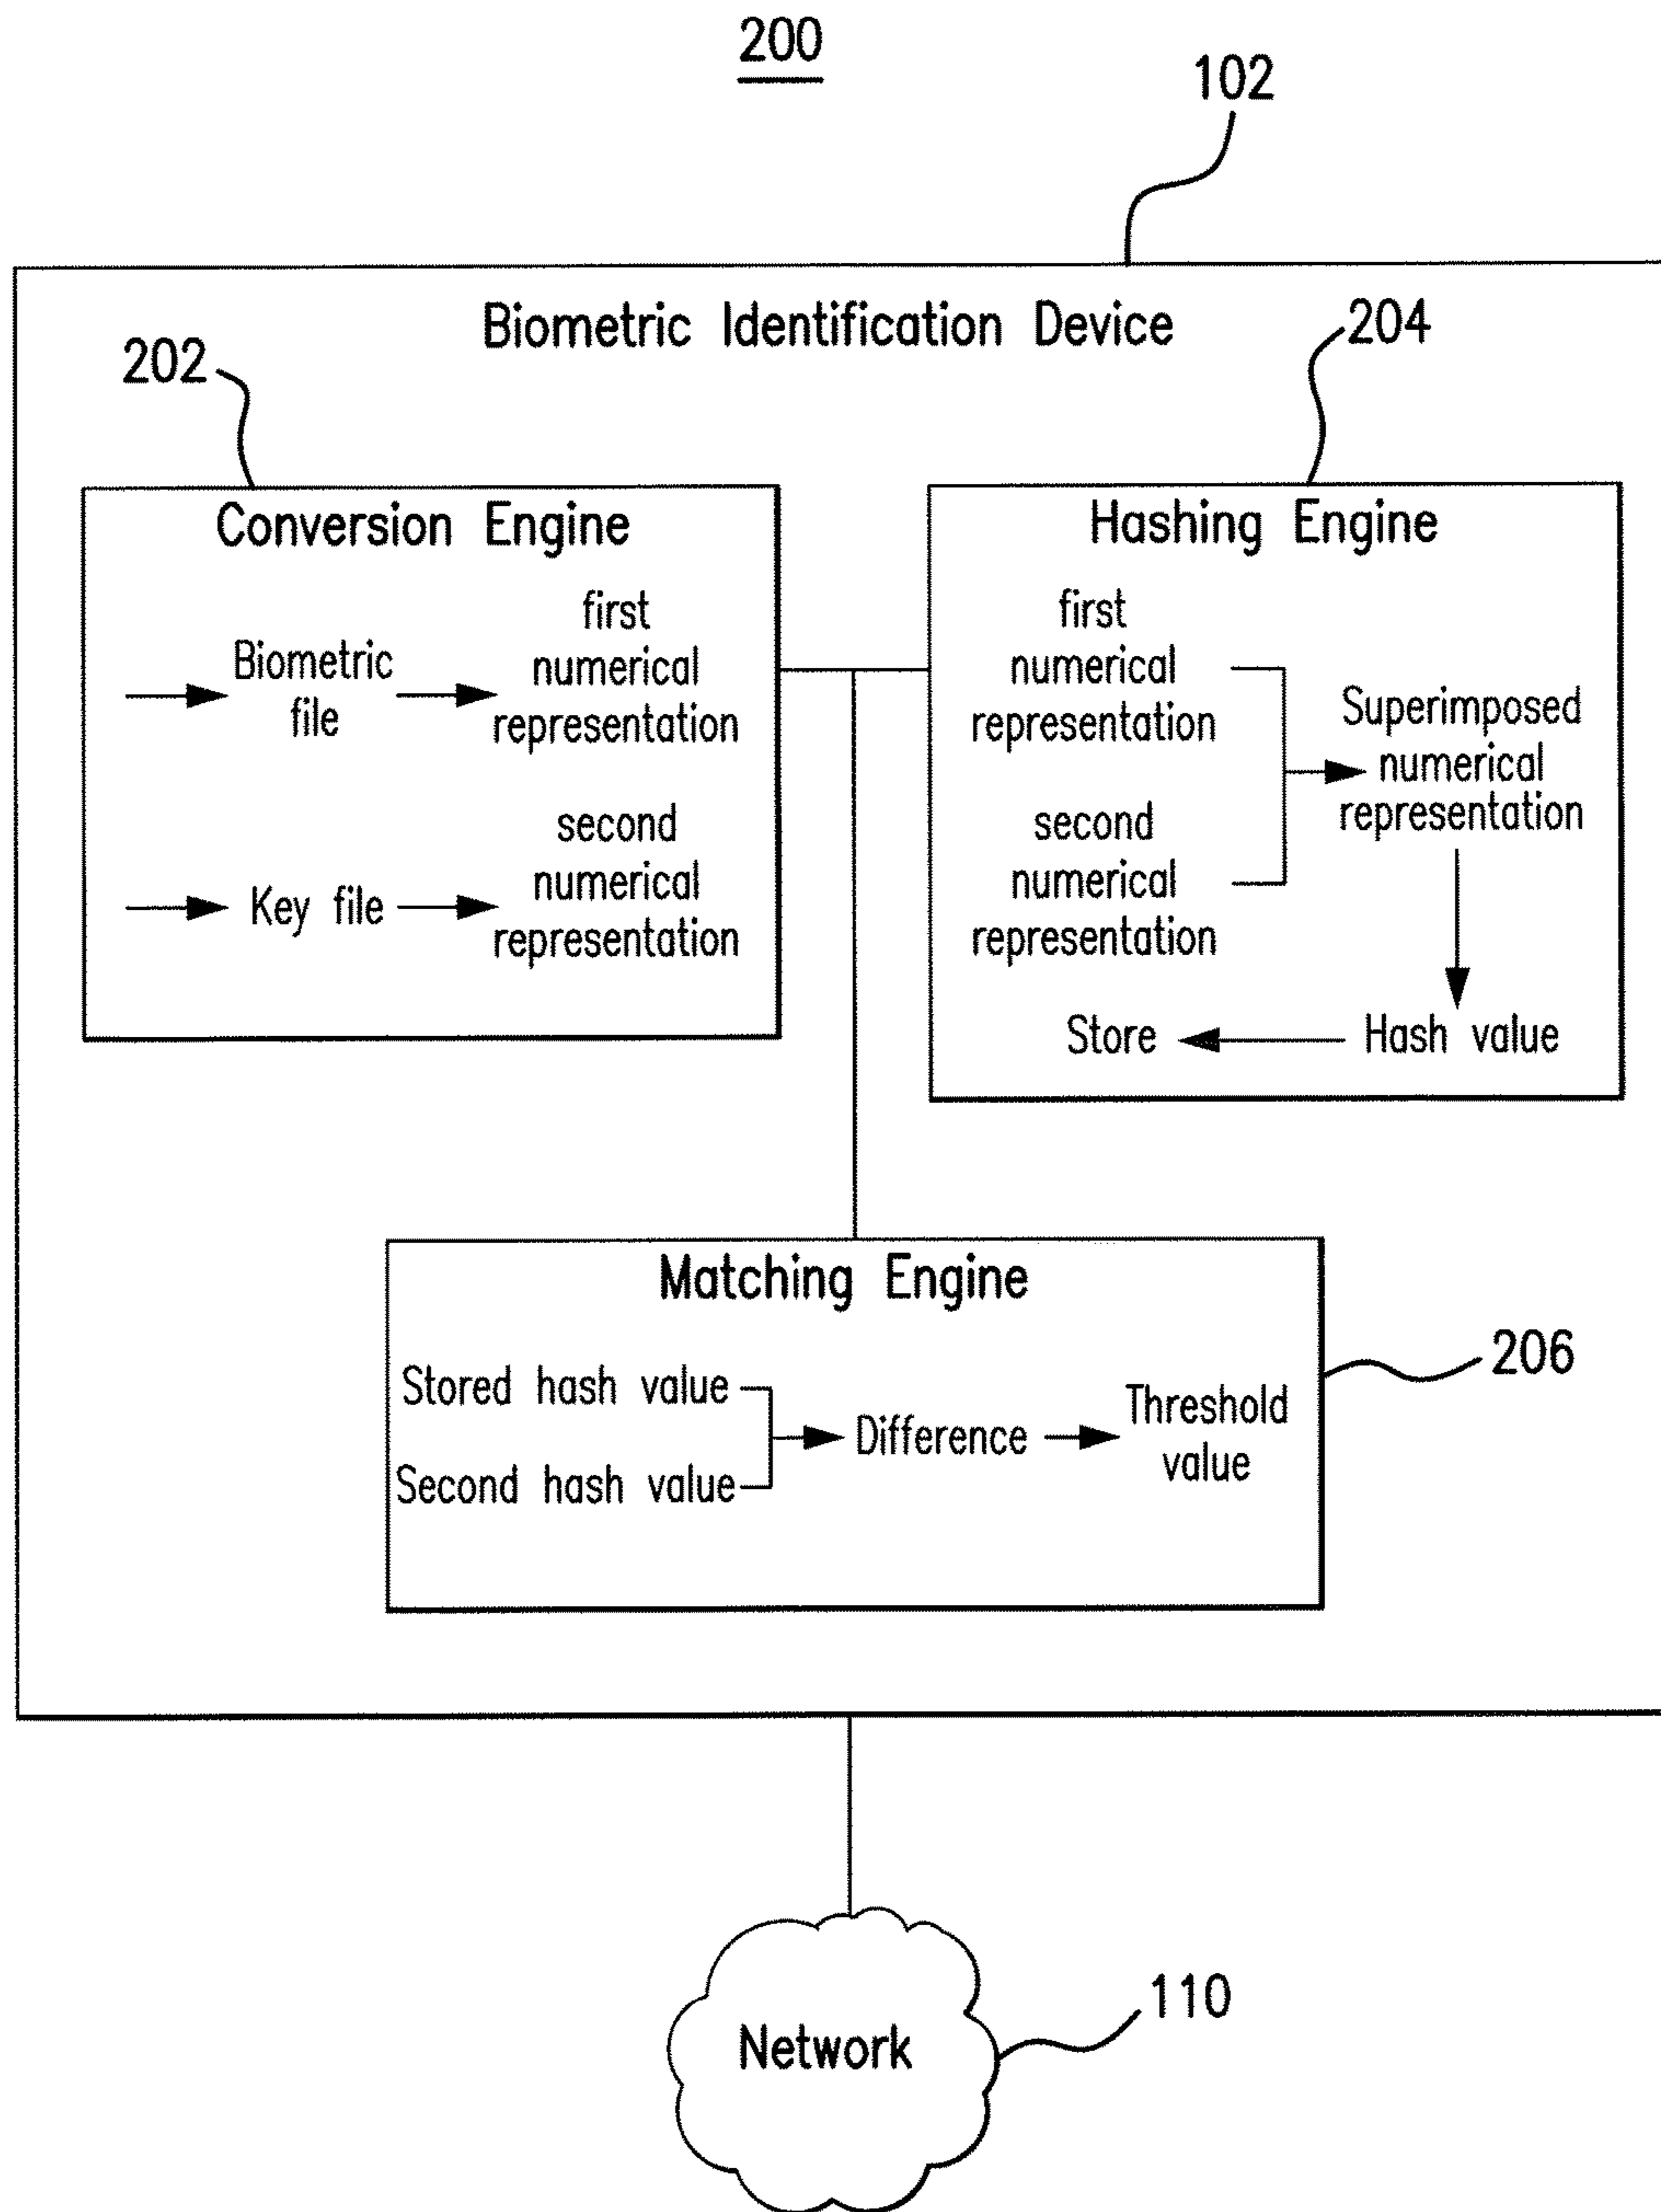 200
102
Biometric Identification Device
202
204
Conversion Engine
first
numerical
representation
Biometric
file
second
numerical
representation
Key file
Hashing Engine
first
numerical
representation
second
numerical
representation
Superimposed
numerical
representation
Hash value
Store
Matching Engine
206
Stored hash value
Second hash value
Difference
Threshold
value
Network
110